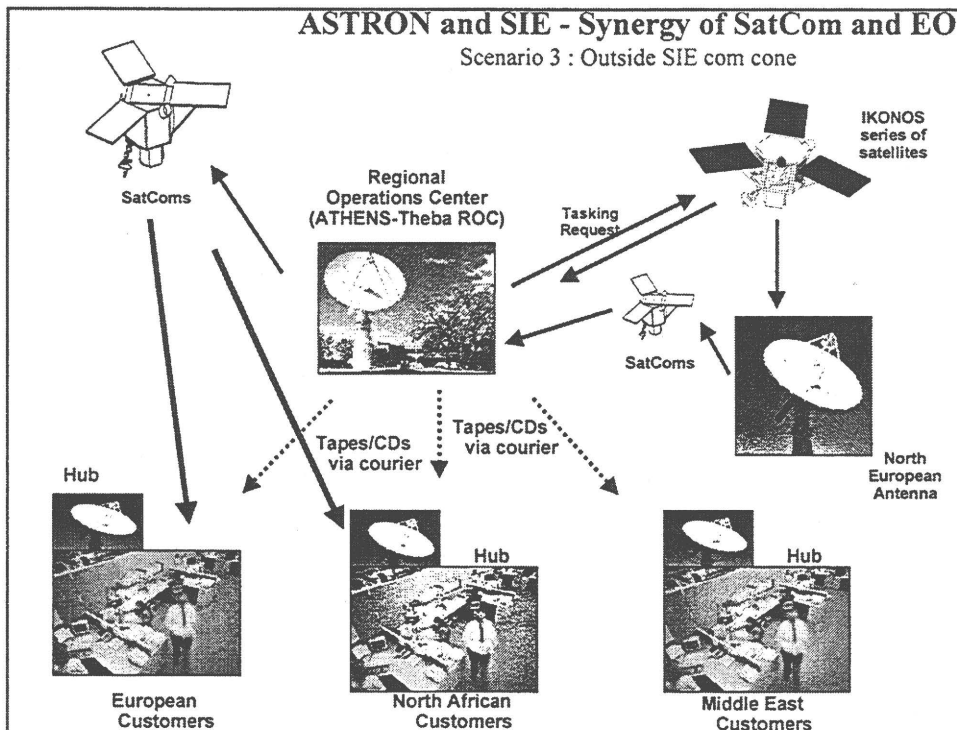 ASTRON and SIE - Synergy of SatCom and EO
Scenario 3 : Outside SIE com cone
SatComs
Regional
Operations Center
(ATHENS-Theba ROC)
Tasking
Request
IKONOS
series of
satellites
SatComs
North
European
Antenna
Tapes/CDs
via courier
Tapes/CDs
via courier
Hub
Hub
Hub
European
Customers
North African
Customers
Middle East
Customers